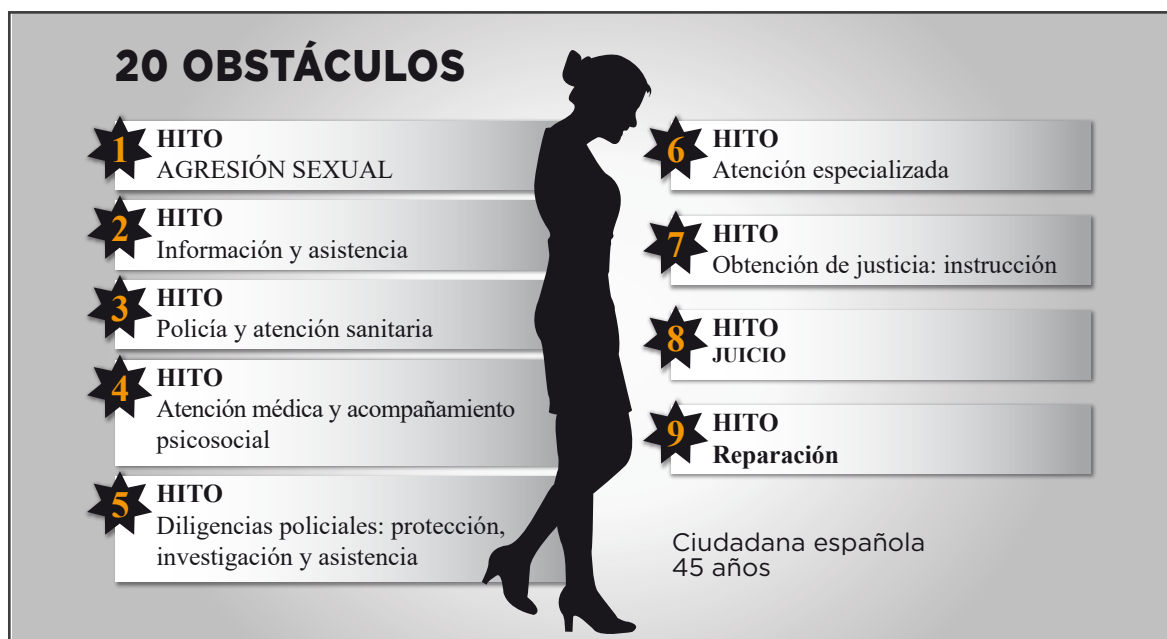 20 OBSTÁCULOS
1
HITO
AGRESIÓN SEXUAL
2
HITO
Información y asistencia
3
HITO
Policía y atención sanitaria
4
HITO
Atención médica y acompañamiento
psicosocial
5
HITO
Diligencias policiales: protección,
investigación y asistencia
6
HITO
Atención especializada
7
HITO
Obtención de justicia: instrucción
8
HITO
JUICIO
9
HITO
Reparación
Ciudadana española
45 años